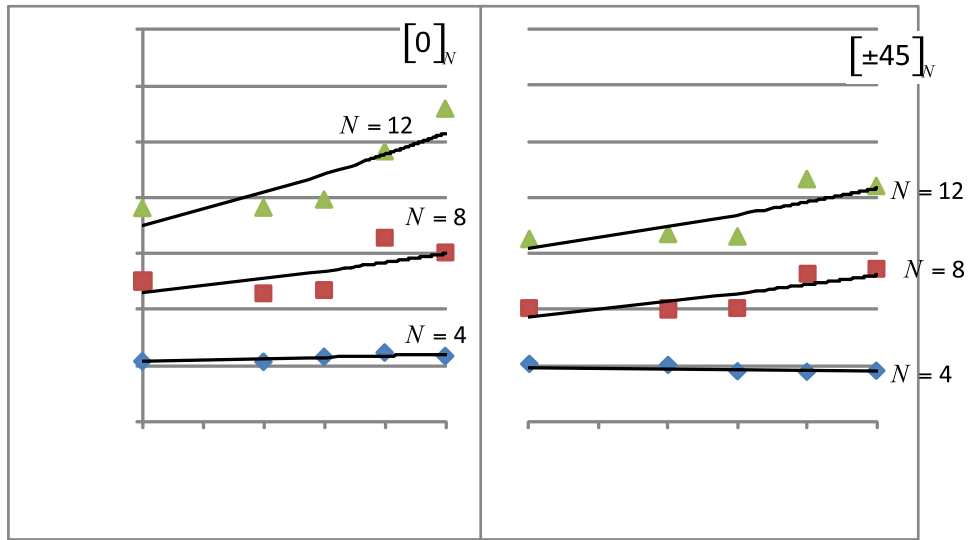 [0]N
N = 12
N = 8
N = 4
[±45]N
N = 12
N = 8
N = 4